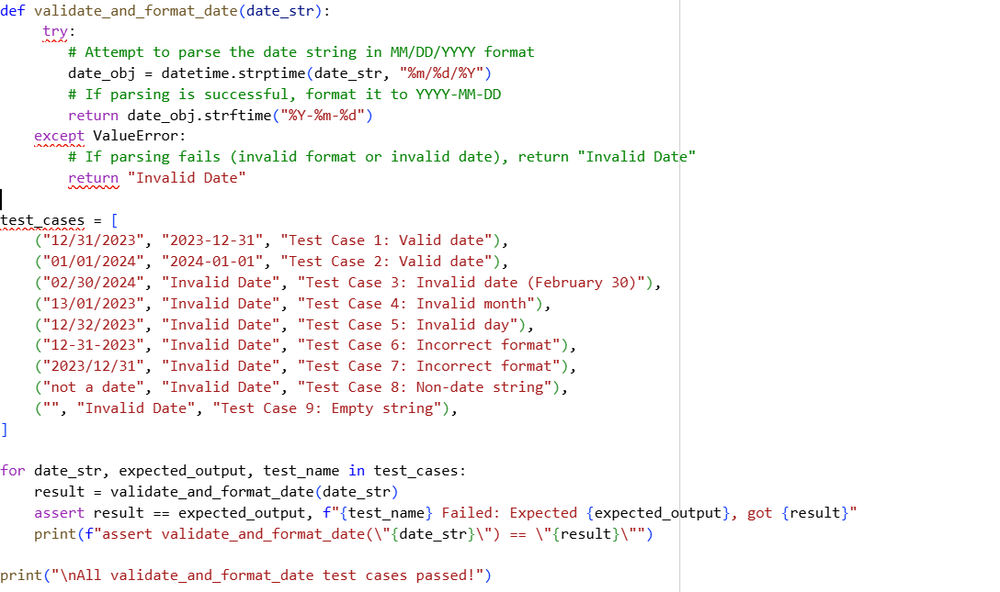 def validate_and_format_date(date_str):
     try:
        # Attempt to parse the date string in MM/DD/YYYY format
        date_obj = datetime.strptime(date_str, "%m/%d/%Y")
        # If parsing is successful, format it to YYYY-MM-DD
        return date_obj.strftime("%Y-%m-%d")
    except ValueError:
        # If parsing fails (invalid format or invalid date), return "Invalid Date"
        return "Invalid Date"

test_cases = [
    ("12/31/2023", "2023-12-31", "Test Case 1: Valid date"),
    ("01/01/2024", "2024-01-01", "Test Case 2: Valid date"),
    ("02/30/2024", "Invalid Date", "Test Case 3: Invalid date (February 30)"),
    ("13/01/2023", "Invalid Date", "Test Case 4: Invalid month"),
    ("12/32/2023", "Invalid Date", "Test Case 5: Invalid day"),
    ("12-31-2023", "Invalid Date", "Test Case 6: Incorrect format"),
    ("2023/12/31", "Invalid Date", "Test Case 7: Incorrect format"),
    ("not a date", "Invalid Date", "Test Case 8: Non-date string"),
    ("", "Invalid Date", "Test Case 9: Empty string"),
]

for date_str, expected_output, test_name in test_cases:
    result = validate_and_format_date(date_str)
    assert result == expected_output, f"{test_name} Failed: Expected {expected_output}, got {result}"
    print(f"assert validate_and_format_date(\"{date_str}\") == \"{result}\"")

print("\nAll validate_and_format_date test cases passed!")